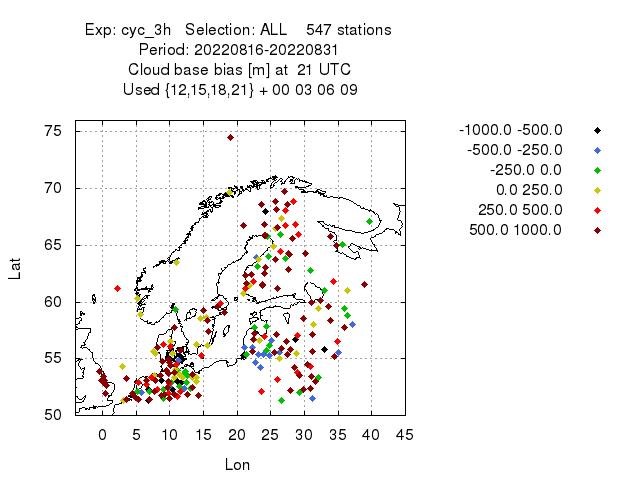 Exp: cyc_3h   Selection: ALL    547 stations
Period: 20220816-20220831
Cloud base bias [m] at  21 UTC
Used {12,15,18,21} + 00 03 06 09
-1000.0 -500.0
-500.0 -250.0
-250.0 0.0
0.0 250.0
250.0 500.0
500.0 1000.0
75
70
65
60
55
50
Lat
0 5 10 15 20 25 30 35 40 45
Lon